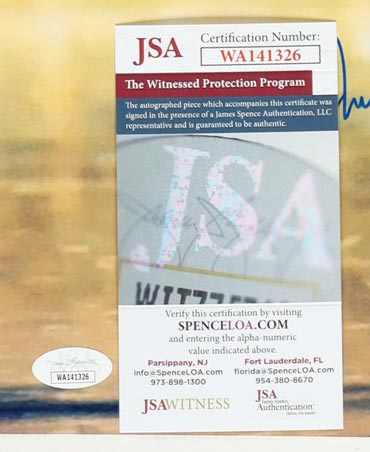 JSA
Certification Number:
WA141326
The Witnessed Protection Program
The autographed piece which accompanies this certificate was
signed in the presence of a James Spence Authentication, LLC
representative and is guaranteed to be authentic.
JSA
Verify this certification by visiting
SPENCELOA.COM
and entering the alpha-numeric
value indicated above.
Parsippany, NJ
info@SpenceLOA.com
973-898-1300
Fort Lauderdale, FL
florida@SpenceLOA.com
954-380-8670
JSAWITNESS
JSA
James Spence
Authentication
WA141326